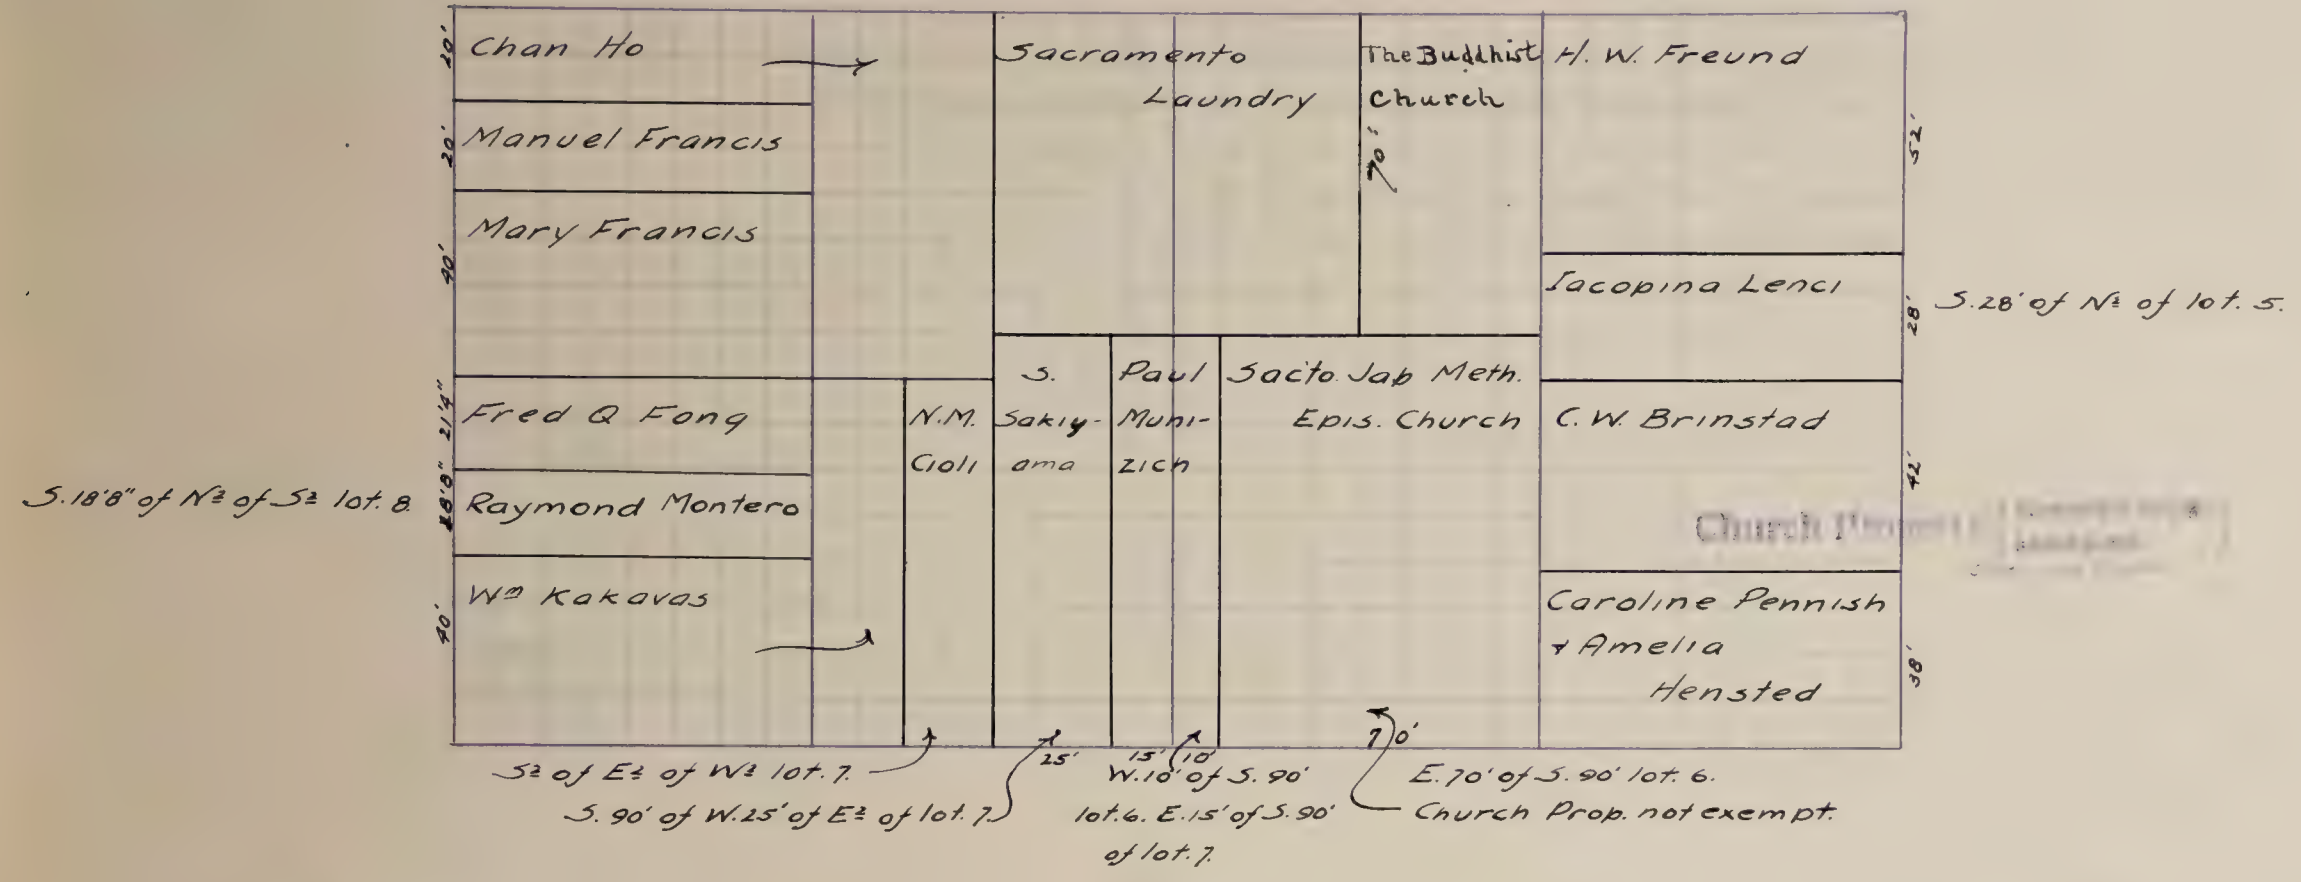 20'
Chan Ho
20'
Manuel Francis
40'
Mary Francis
21'4"
Fred Q Fong
18'8"
Raymond Montero
S. 18'8" of N½ of S½ lot. 8.
40'
Wm Kakavas
N.M.
Cioli
Sacramento
Laundry
The Buddhist
Church
70'
S.
Sakiy-
ama
Paul
Muni-
zich
Sacto. Jap Meth.
Epis. Church
H. W. Freund
52'
Iacopina Lenci
28'
S. 28' of N½ of lot. 5.
C. W. Brinstad
42'
Church
Caroline Pennish
+ Amelia
Hensted
38'
25'
15'
10'
70'
S½ of E½ of W½ lot. 7.
S. 90' of W. 25' of E½ of lot. 7.
W. 10' of S. 90'
lot. 6. E. 15' of S. 90'
of lot. 7.
E. 70' of S. 90' lot. 6.
Church Prop. not exempt.